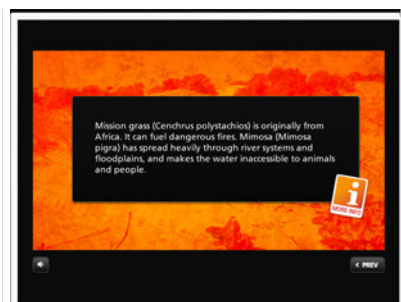 Mission grass (Cenchrus polystachios) is originally from
Africa. It can fuel dangerous fires. Mimosa (Mimosa
pigra) has spread heavily through river systems and
floodplains, and makes the water inaccessible to animals
and people.
i
MORE INFO
< PREV